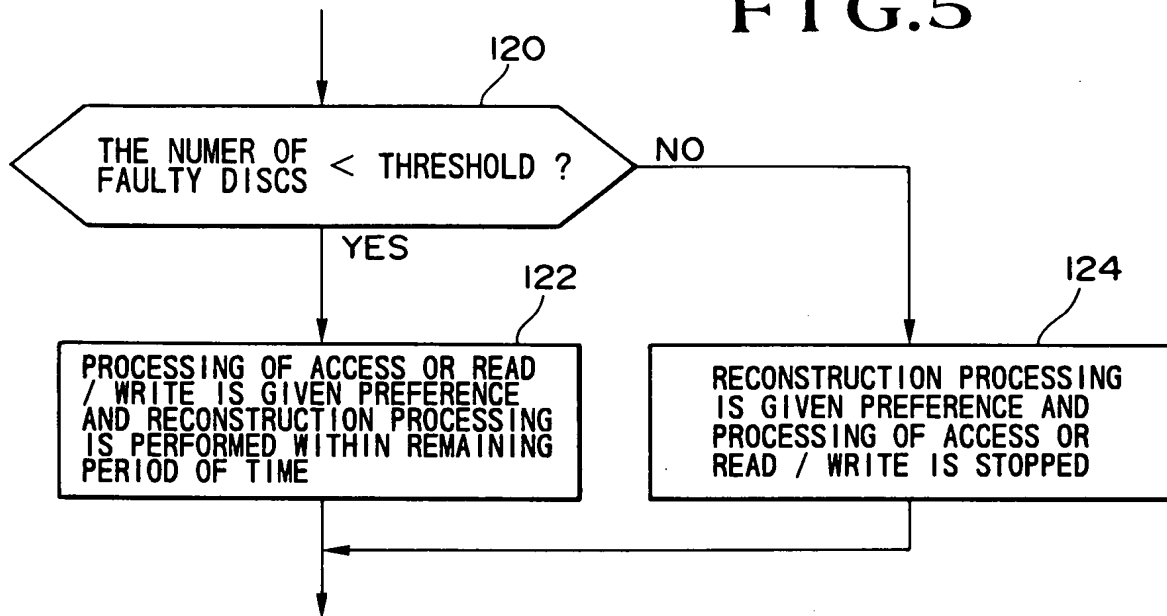 FIG.5
120
THE NUMER OF
FAULTY DISCS < THRESHOLD ?
NO
YES
122
PROCESSING OF ACCESS OR READ
/ WRITE IS GIVEN PREFERENCE
AND RECONSTRUCTION PROCESSING
IS PERFORMED WITHIN REMAINING
PERIOD OF TIME
124
RECONSTRUCTION PROCESSING
IS GIVEN PREFERENCE AND
PROCESSING OF ACCESS OR
READ / WRITE IS STOPPED